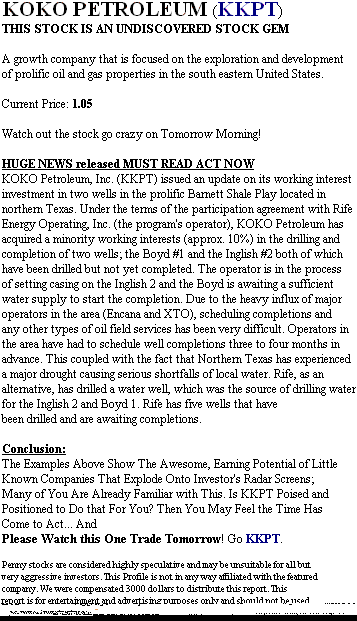 KOKO PETROLEUM (KKPT)
THIS STOCK IS AN UNDISCOVERED STOCK GEM
A growth company that is focused on the exploration and development
of prolific oil and gas properties in the south eastern United States.
Current Price: 1.05
Watch out the stock go crazy on Tomorrow Morning!
HUGE NEWS released MUST READ ACT NOW
KOKO Petroleum, Inc. (KKPT) issued an update on its working interest
investment in two wells in the prolific Barnett Shale Play located in
northern Texas. Under the terms of the participation agreement with Rife
Energy Operating, Inc. (the program's operator), KOKO Petroleum has
acquired a minority working interests (approx. 10%) in the drilling and
completion of two wells; the Boyd #1 and the Inglish #2 both of which
have been drilled but not yet completed. The operator is in the process
of setting casing on the Inglish 2 and the Boyd is awaiting a sufficient
water supply to start the completion. Due to the heavy influx of major
operators in the area (Encana and XTO), scheduling completions and
any other types of oil field services has been very difficult. Operators in
the area have had to schedule well completions three to four months in
advance. This coupled with the fact that Northern Texas has experienced
a major drought causing serious shortfalls of local water. Rife, as an
alternative, has drilled a water well, which was the source of drilling water
for the Inglish 2 and Boyd 1. Rife has five wells that have
been drilled and are awaiting completions.
Conclusion:
The Examples Above Show The Awesome, Earning Potential of Little
Known Companies That Explode Onto Investor's Radar Screens;
Many of You Are Already Familiar with This. Is KKPT Poised and
Positioned to Do that For You? Then You May Feel the Time Has
Come to Act... And
Please Watch this One Trade Tomorrow! Go KKPT.
Penny stocks are considered highly speculative and may be unsuitable for all but
very aggressive investors. This Profile is not in any way affiliated with the featured
company. We were compensated 3000 dollars to distribute this report. This
report is for entertainment and advertising purposes only and should not be used